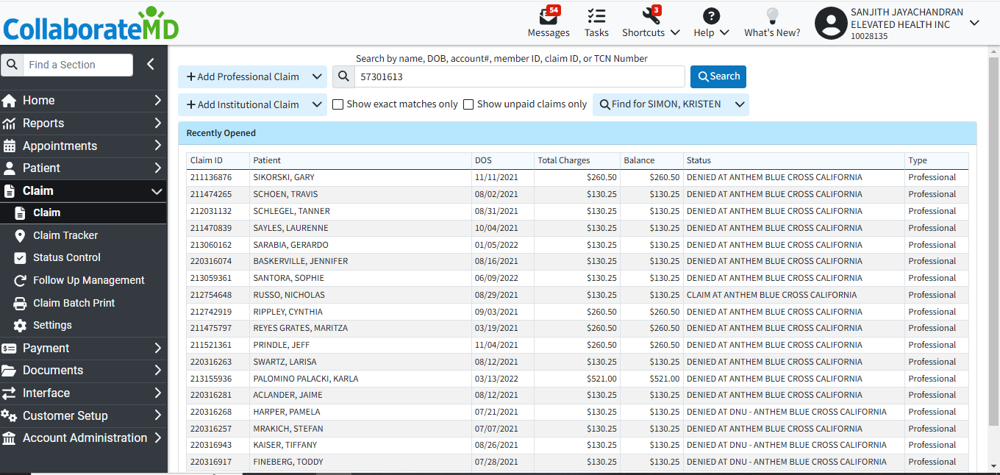 CollaborateMD
54
Messages
Tasks
3
Shortcuts
Help
What's New?
SANJITH JAYACHANDRAN
ELEVATED HEALTH INC
10028135
Find a Section
Home
Reports
Appointments
Patient
Claim
Claim
Claim Tracker
Status Control
Follow Up Management
Claim Batch Print
Settings
Payment
Documents
Interface
Customer Setup
Account Administration
Search by name, DOB, account#, member ID, claim ID, or TCN Number
+ Add Professional Claim
57301613
Search
+ Add Institutional Claim
Show exact matches only
Show unpaid claims only
Find for SIMON, KRISTEN
Recently Opened
Claim ID Patient DOS Total Charges Balance Status Type
211136876 SIKORSKI, GARY 11/11/2021 $260.50 $260.50 DENIED AT ANTHEM BLUE CROSS CALIFORNIA Professional
211474265 SCHOEN, TRAVIS 08/02/2021 $130.25 $130.25 DENIED AT ANTHEM BLUE CROSS CALIFORNIA Professional
212031132 SCHLEGEL, TANNER 08/31/2021 $130.25 $130.25 DENIED AT ANTHEM BLUE CROSS CALIFORNIA Professional
211470839 SAYLES, LAURENNE 10/04/2021 $130.25 $130.25 DENIED AT ANTHEM BLUE CROSS CALIFORNIA Professional
213060162 SARABIA, GERARDO 01/05/2022 $130.25 $130.25 DENIED AT ANTHEM BLUE CROSS CALIFORNIA Professional
220316074 BASKERVILLE, JENNIFER 08/16/2021 $130.25 $130.25 DENIED AT ANTHEM BLUE CROSS CALIFORNIA Professional
213059361 SANTORA, SOPHIE 06/09/2022 $130.25 $130.25 DENIED AT ANTHEM BLUE CROSS CALIFORNIA Professional
212754648 RUSSO, NICHOLAS 08/29/2021 $130.25 $130.25 CLAIM AT ANTHEM BLUE CROSS CALIFORNIA Professional
212742919 RIPPLEY, CYNTHIA 09/03/2021 $260.50 $260.50 DENIED AT ANTHEM BLUE CROSS CALIFORNIA Professional
211475797 REYES GRATES, MARITZA 03/19/2021 $260.50 $260.50 DENIED AT ANTHEM BLUE CROSS CALIFORNIA Professional
211521361 PRINDLE, JEFF 11/04/2021 $260.50 $260.50 DENIED AT ANTHEM BLUE CROSS CALIFORNIA Professional
220316263 SWARTZ, LARISA 08/12/2021 $130.25 $130.25 DENIED AT ANTHEM BLUE CROSS CALIFORNIA Professional
213155936 PALOMINO PALACKI, KARLA 03/13/2022 $521.00 $521.00 DENIED AT ANTHEM BLUE CROSS CALIFORNIA Professional
220316281 ACLANDER, JAIME 08/12/2021 $130.25 $130.25 DENIED AT ANTHEM BLUE CROSS CALIFORNIA Professional
220316268 HARPER, PAMELA 07/21/2021 $130.25 $130.25 DENIED AT DNU - ANTHEM BLUE CROSS CALIFORNIA Professional
220316257 MRAKICH, STEFAN 07/07/2021 $130.25 $130.25 DENIED AT ANTHEM BLUE CROSS CALIFORNIA Professional
220316943 KAISER, TIFFANY 08/26/2021 $130.25 $130.25 DENIED AT DNU - ANTHEM BLUE CROSS CALIFORNIA Professional
220316917 FINEBERG, TODDY 07/28/2021 $130.25 $130.25 DENIED AT DNU - ANTHEM BLUE CROSS CALIFORNIA Professional